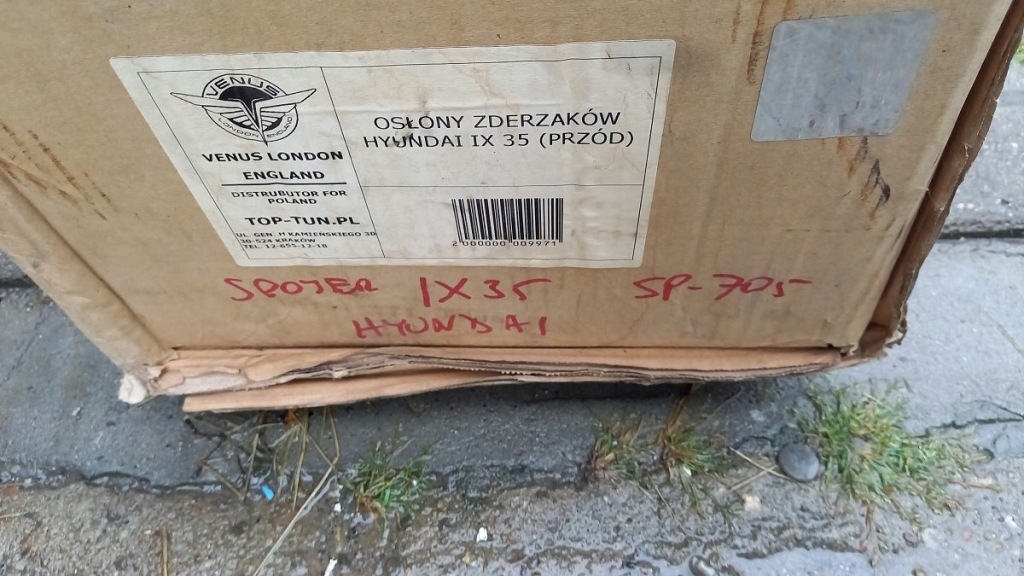 VENUS
LONDON ENGLAND
VENUS LONDON
ENGLAND
DISTRUBUTOR FOR
POLAND
TOP-TUN.PL
UL. GEN. H KAMIEŃSKIEGO 30
30-524 KRAKÓW
TEL. 12-655-12-18
OSŁONY ZDERZAKÓW
HYUNDAI IX 35 (PRZÓD)
2 000000 009971
SPOJER IX35 SP-705
HYUNDAI